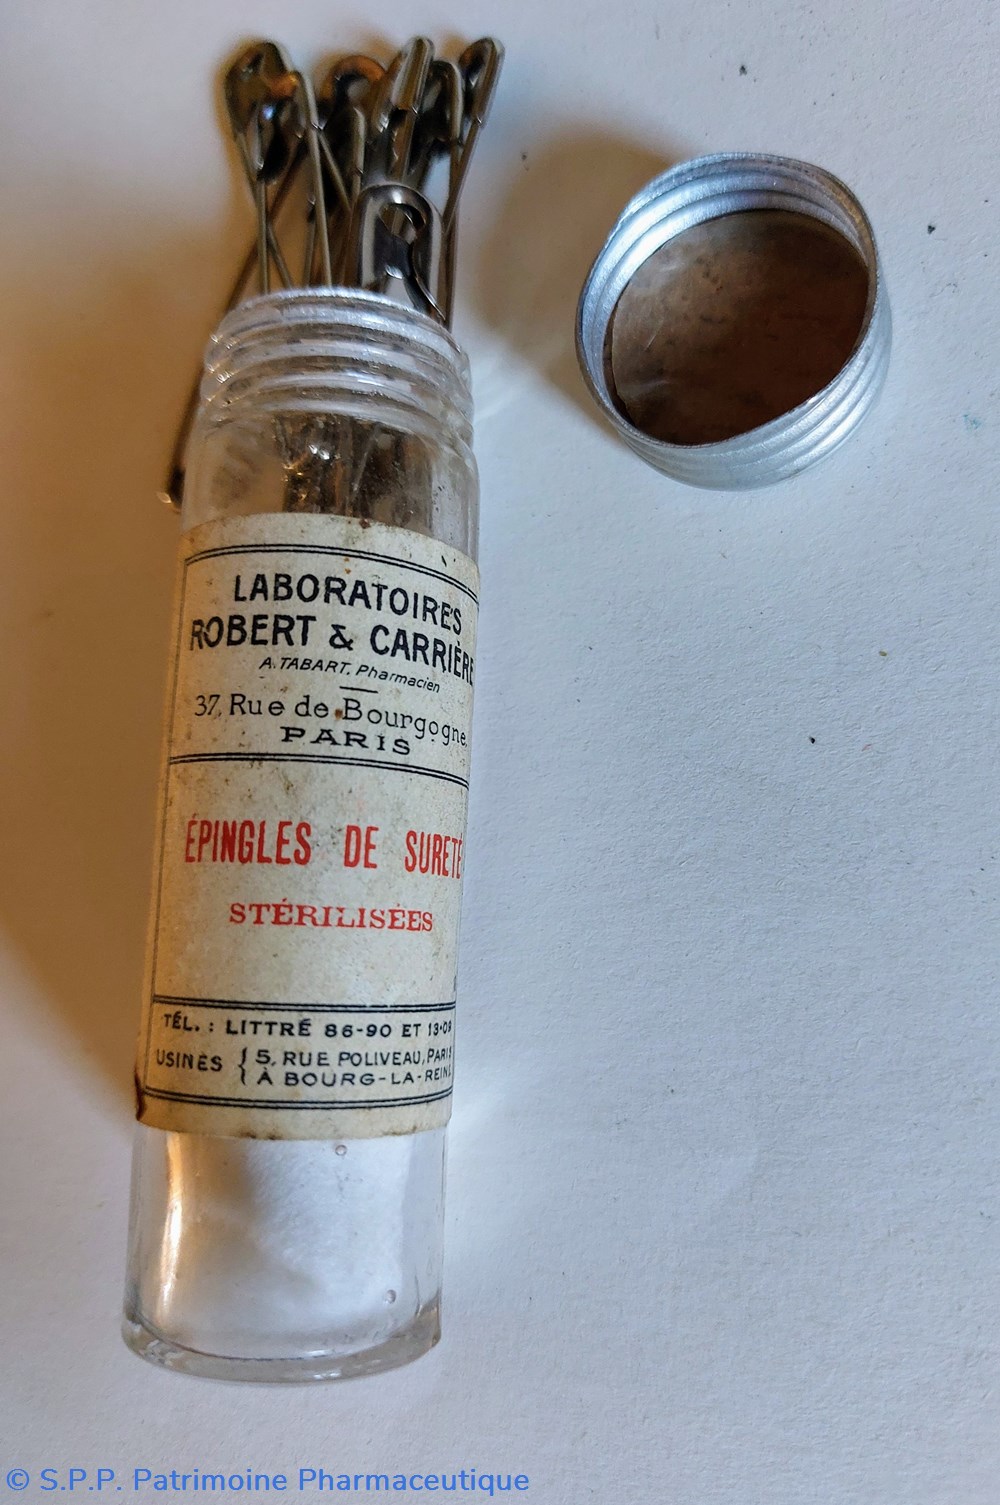 LABORATOIRES
ROBERT & CARRIÈRE
A. TABART, Pharmacien
37, Rue de Bourgogne,
PARIS
ÉPINGLES DE SURETÉ
STÉRILISÉES
TÉL. : LITTRÉ 86-90 ET 13-09
USINES { 5, RUE POLIVEAU, PARIS
À BOURG-LA-REINE
© S.P.P. Patrimoine Pharmaceutique